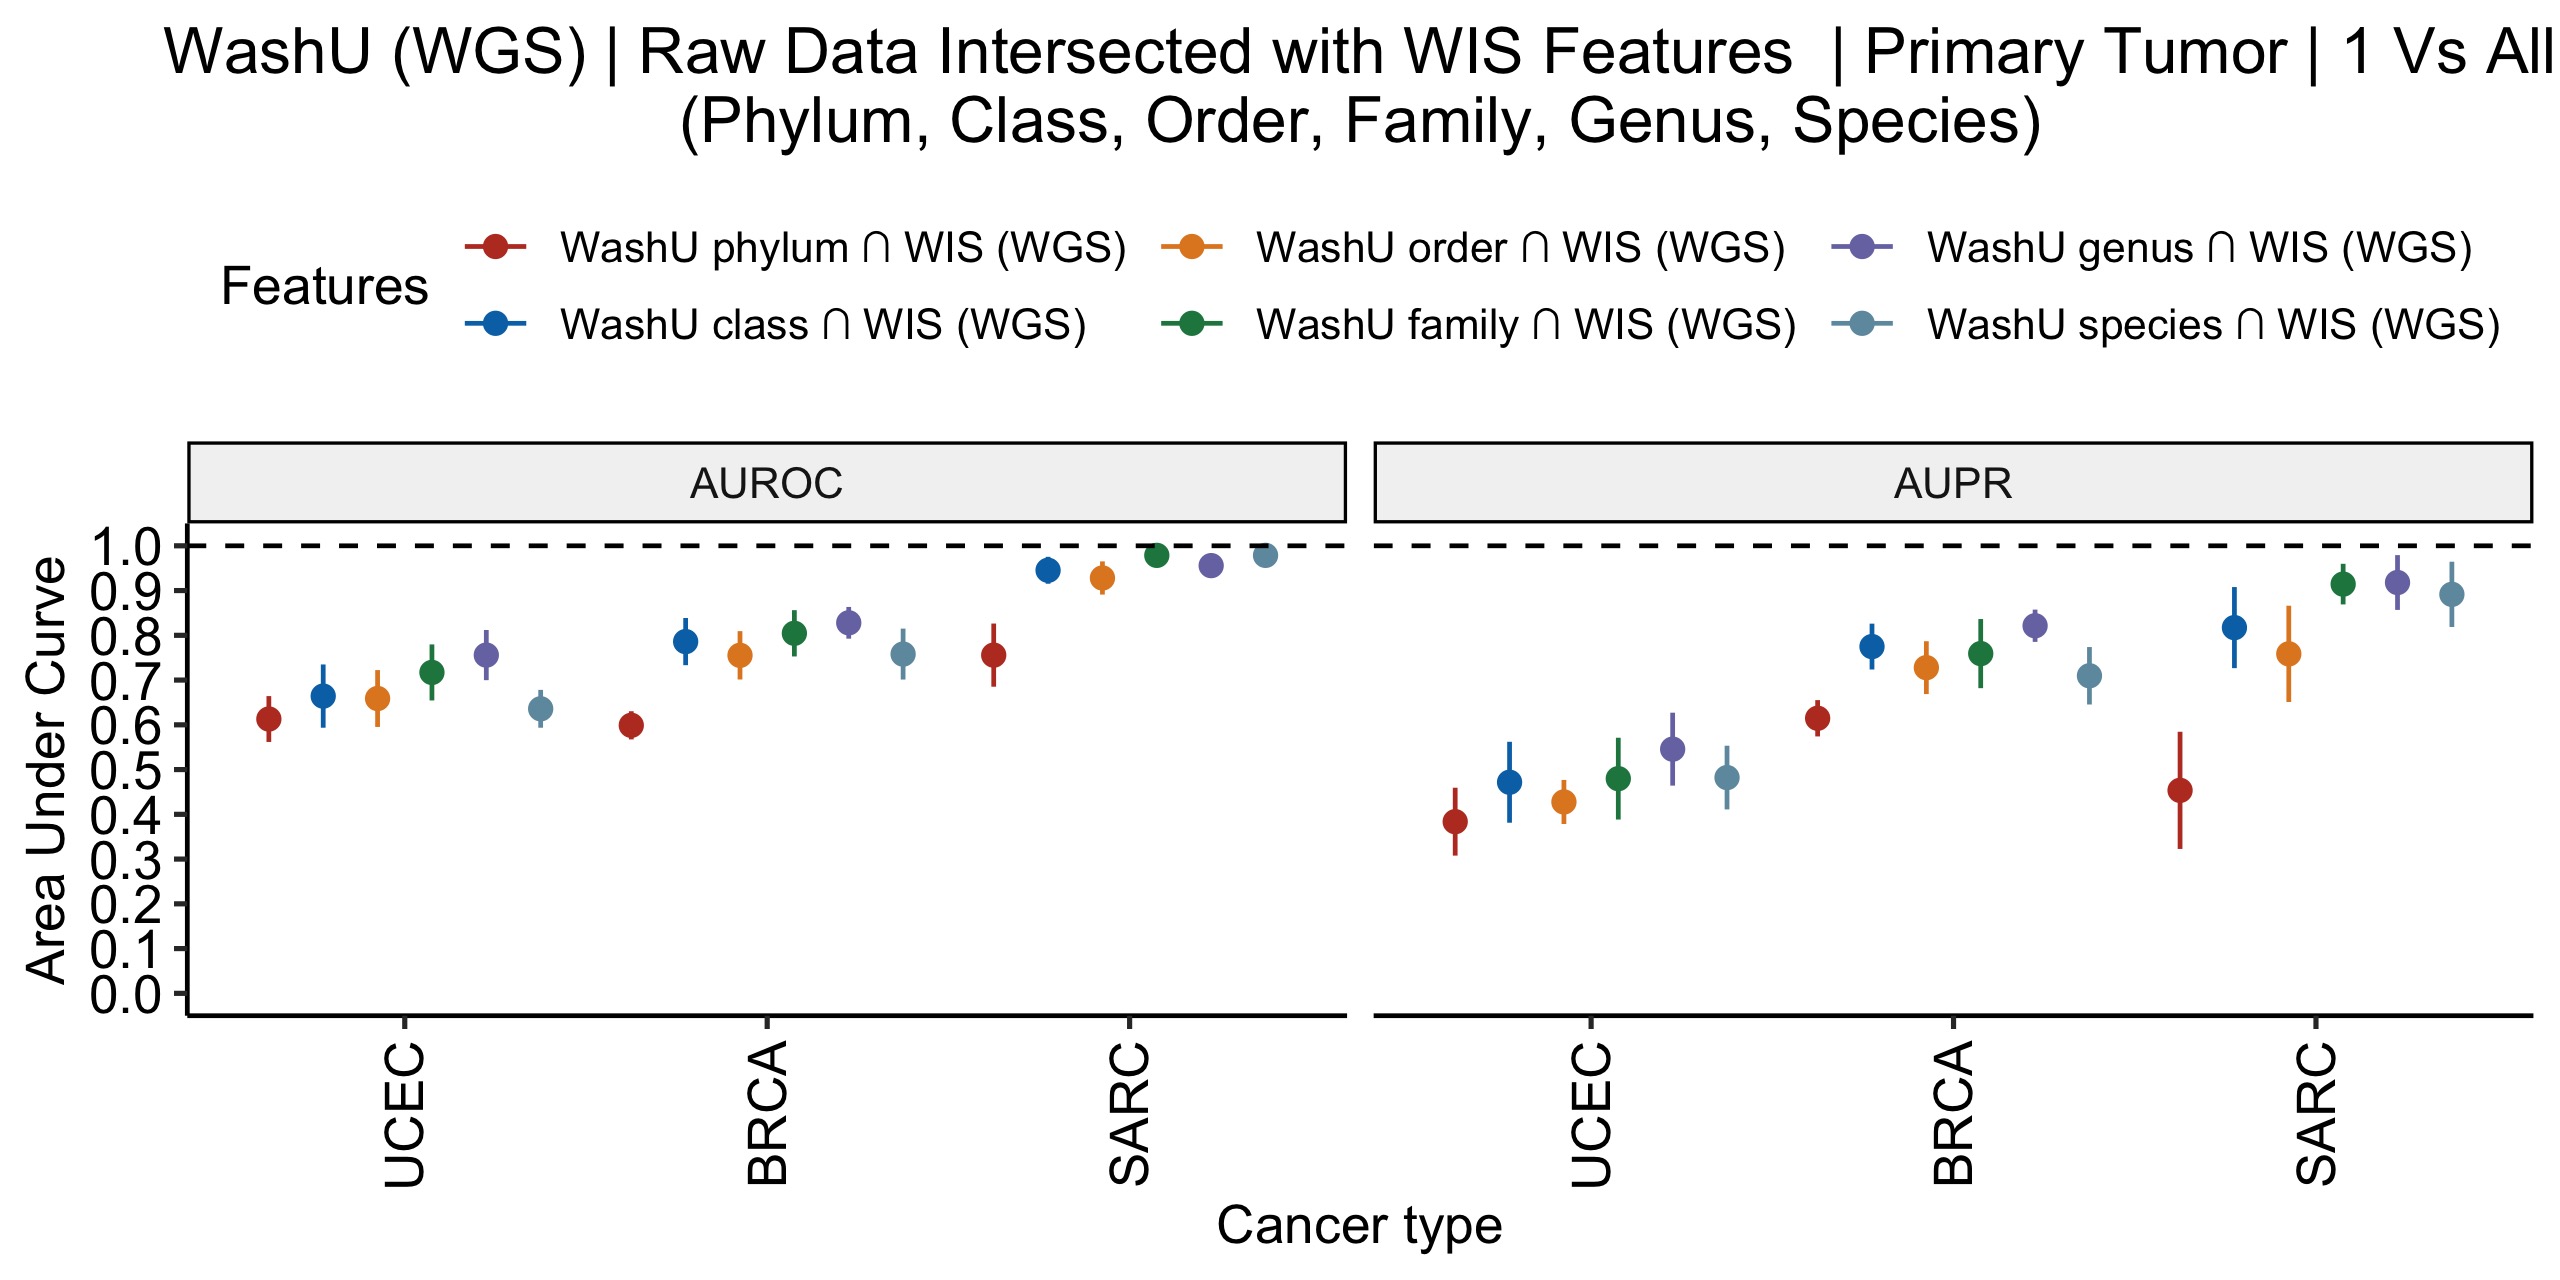 WashU (WGS) | Raw Data Intersected with WIS Features | Primary Tumor | 1 Vs All
(Phylum, Class, Order, Family, Genus, Species)
Features
WashU phylum ∩ WIS (WGS)
WashU order ∩ WIS (WGS)
WashU genus ∩ WIS (WGS)
WashU class ∩ WIS (WGS)
WashU family ∩ WIS (WGS)
WashU species ∩ WIS (WGS)
AUROC
AUPR
Area Under Curve
1.0
0.9
0.8
0.7
0.6
0.5
0.4
0.3
0.2
0.1
0.0
UCEC
BRCA
SARC
UCEC
BRCA
SARC
Cancer type